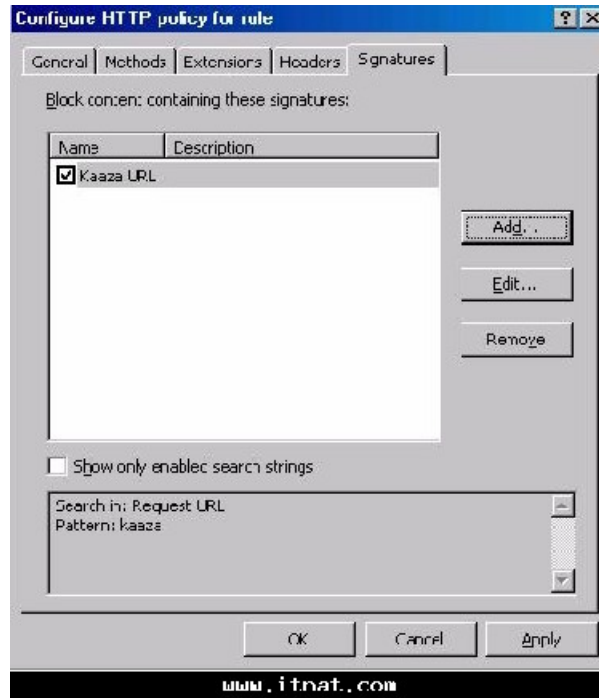 Configure HTTP policy for rule
General Methods Extensions Headers Signatures
Block content containing these signatures:
Name Description
Kaaza URL
Add...
Edit...
Remove
Show only enabled search strings
Search in: Request URL
Pattern: kaaza
OK Cancel Apply
www.itnat.com